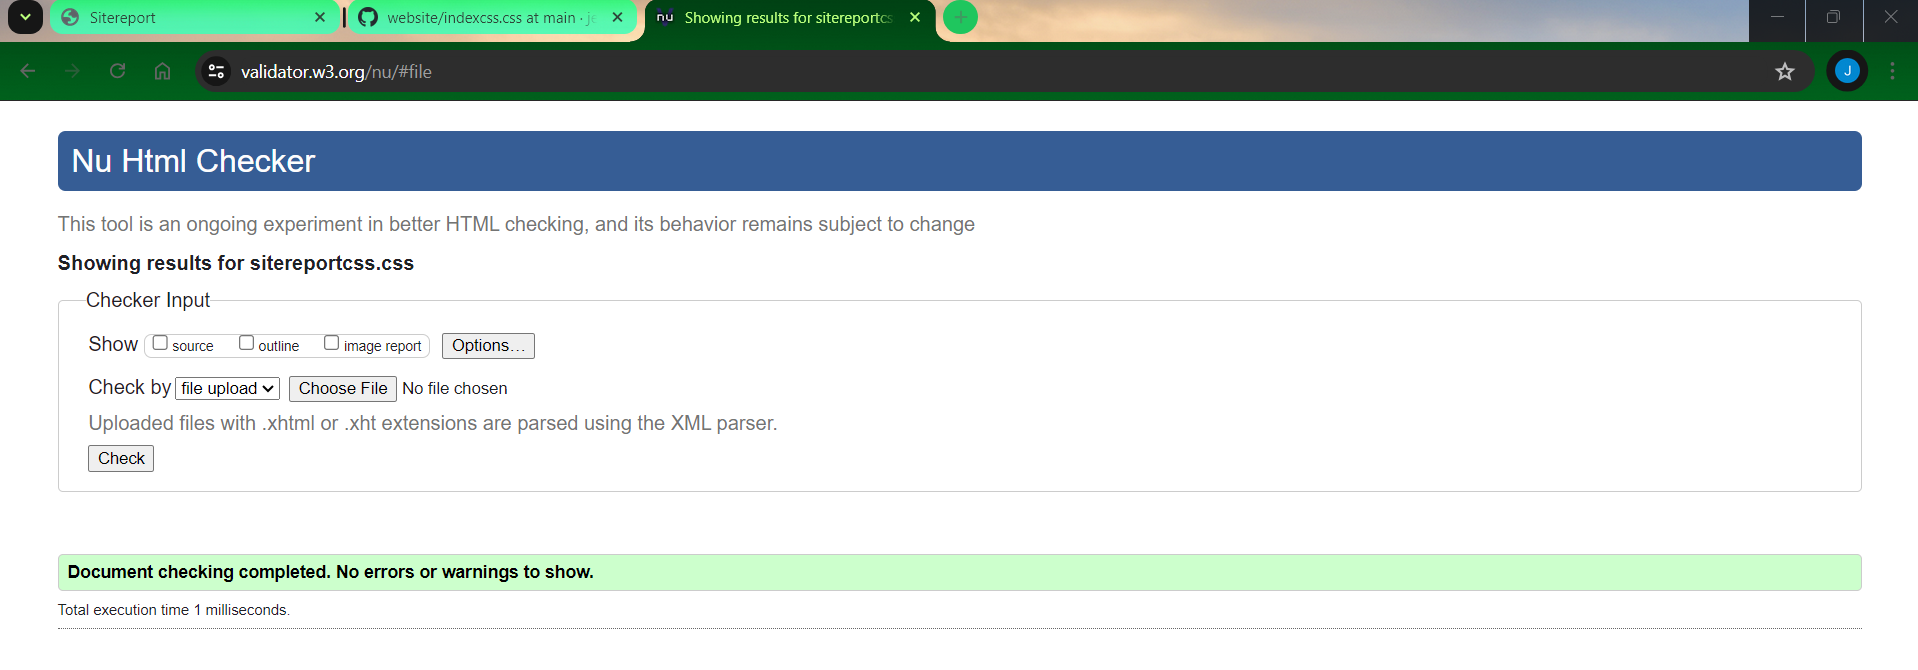 Sitereport
website/indexcss.css at main · je
nu Showing results for sitereportcs
validator.w3.org/nu/#file
J
Nu Html Checker
This tool is an ongoing experiment in better HTML checking, and its behavior remains subject to change
Showing results for sitereportcss.css
Checker Input
Show source outline image report Options…
Check by file upload Choose File No file chosen
Uploaded files with .xhtml or .xht extensions are parsed using the XML parser.
Check
Document checking completed. No errors or warnings to show.
Total execution time 1 milliseconds.